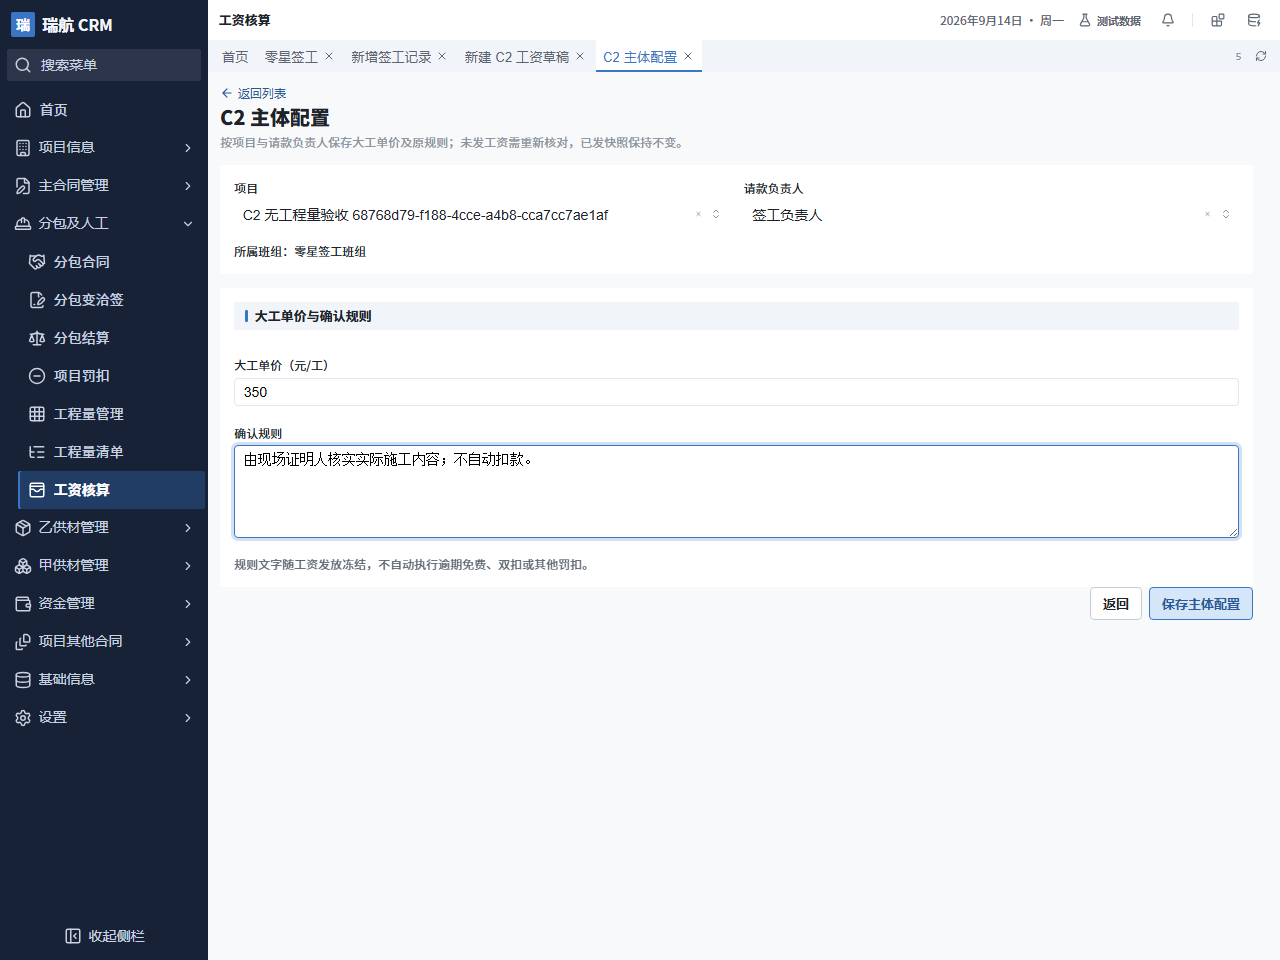 瑞 瑞航 CRM
搜索菜单
首页
项目信息
主合同管理
分包及人工
分包合同
分包变洽签
分包结算
项目罚扣
工程量管理
工程量清单
工资核算
乙供材管理
甲供材管理
资金管理
项目其他合同
基础信息
设置
收起侧栏
工资核算
2026年9月14日 · 周一 测试数据
首页 零星签工 × 新增签工记录 × 新建 C2 工资草稿 × C2 主体配置 × 5
← 返回列表
C2 主体配置
按项目与请款负责人保存大工单价及原规则；未发工资需重新核对，已发快照保持不变。
项目 请款负责人
C2 无工程量验收 68768d79-f188-4cce-a4b8-cca7cc7ae1af × 签工负责人 ×
所属班组：零星签工班组
大工单价与确认规则
大工单价（元/工）
350
确认规则
由现场证明人核实实际施工内容；不自动扣款。
规则文字随工资发放冻结，不自动执行逾期免费、双扣或其他罚扣。
返回 保存主体配置